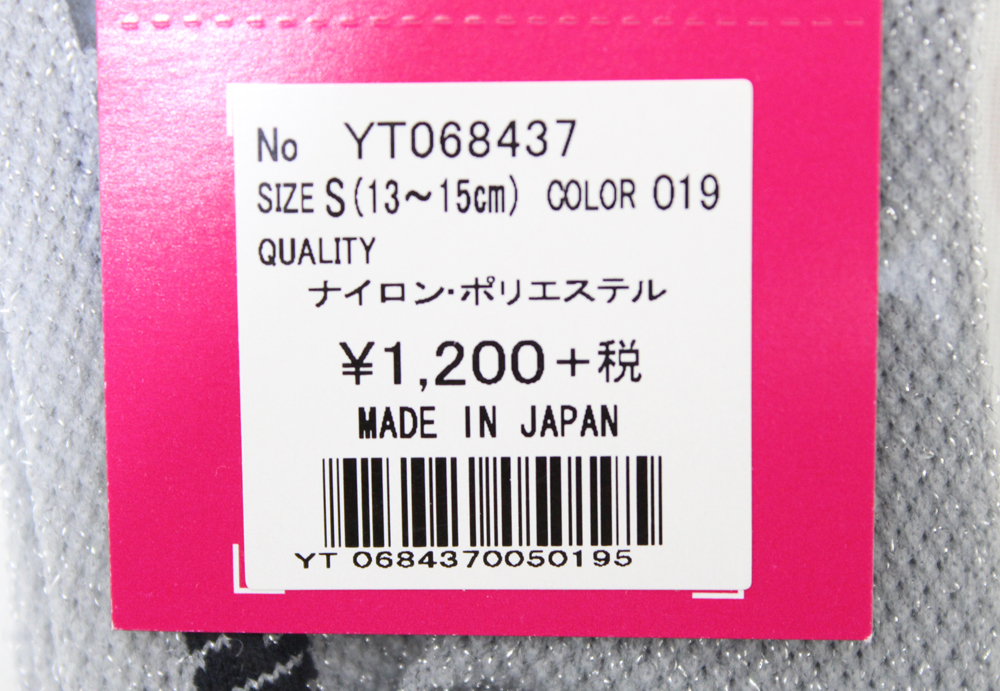 No YT068437
SIZE S(13～15cm) COLOR 019
QUALITY
ナイロン・ポリエステル
¥1,200+税
MADE IN JAPAN
YT 0684370050195